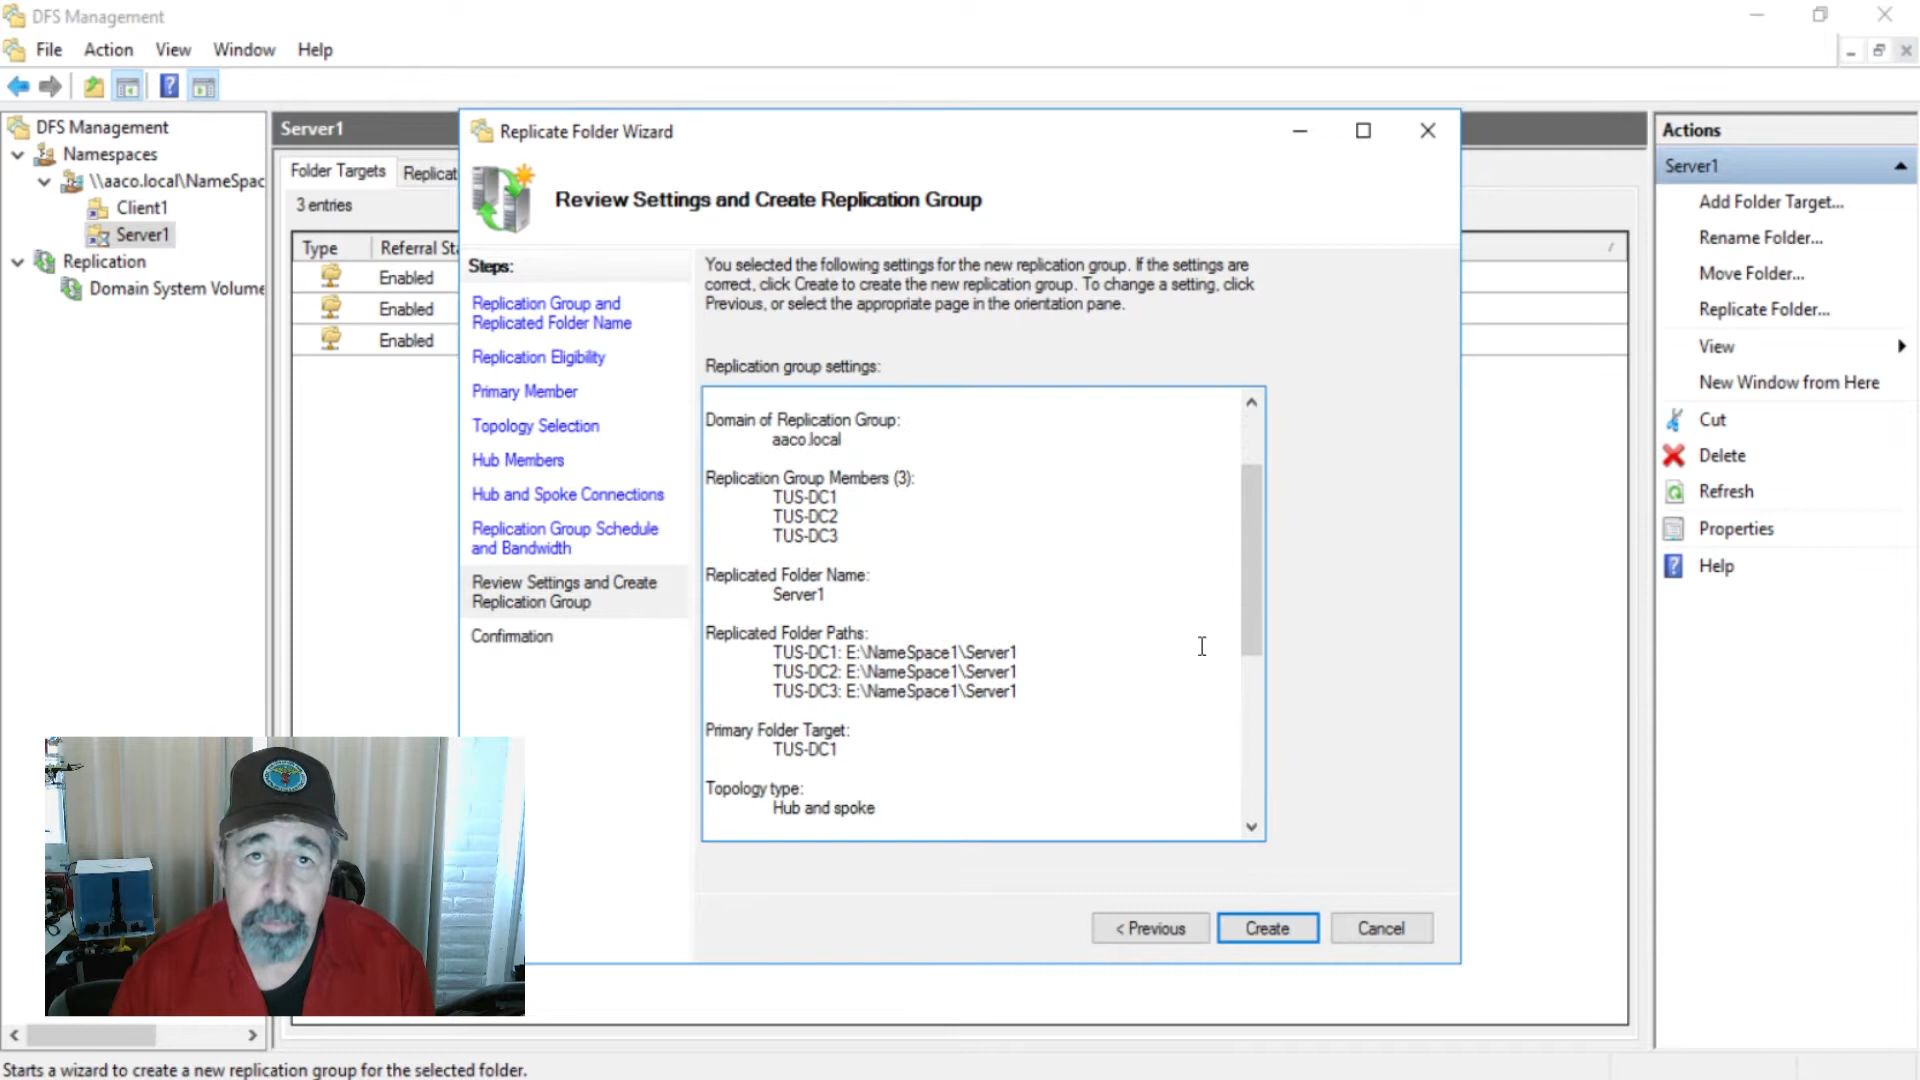 DFS Management
File Action View Window Help
DFS Management
Namespaces
\\aaco.local\NameSpac
Client1
Server1
Replication
Domain System Volume
Server1
Folder Targets Replicat
3 entries
Type Referral Sta
Enabled
Enabled
Enabled
Replicate Folder Wizard
Review Settings and Create Replication Group
Steps:
Replication Group and
Replicated Folder Name
Replication Eligibility
Primary Member
Topology Selection
Hub Members
Hub and Spoke Connections
Replication Group Schedule
and Bandwidth
Review Settings and Create
Replication Group
Confirmation
You selected the following settings for the new replication group. If the settings are
correct, click Create to create the new replication group. To change a setting, click
Previous, or select the appropriate page in the orientation pane.
Replication group settings:
Domain of Replication Group:
aaco.local
Replication Group Members (3):
TUS-DC1
TUS-DC2
TUS-DC3
Replicated Folder Name:
Server1
Replicated Folder Paths:
TUS-DC1: E:\NameSpace1\Server1
TUS-DC2: E:\NameSpace1\Server1
TUS-DC3: E:\NameSpace1\Server1
Primary Folder Target:
TUS-DC1
Topology type:
Hub and spoke
< Previous Create Cancel
Actions
Server1
Add Folder Target...
Rename Folder...
Move Folder...
Replicate Folder...
View
New Window from Here
Cut
Delete
Refresh
Properties
Help
Starts a wizard to create a new replication group for the selected folder.